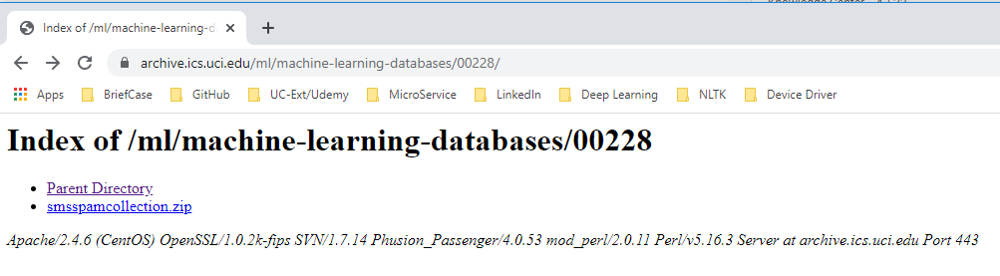 Index of /ml/machine-learning-d
archive.ics.uci.edu/ml/machine-learning-databases/00228/
Apps BriefCase GitHub UC-Ext/Udemy MicroService LinkedIn Deep Learning NLTK Device Driver
Index of /ml/machine-learning-databases/00228
Parent Directory
smsspamcollection.zip
Apache/2.4.6 (CentOS) OpenSSL/1.0.2k-fips SVN/1.7.14 Phusion_Passenger/4.0.53 mod_perl/2.0.11 Perl/v5.16.3 Server at archive.ics.uci.edu Port 443